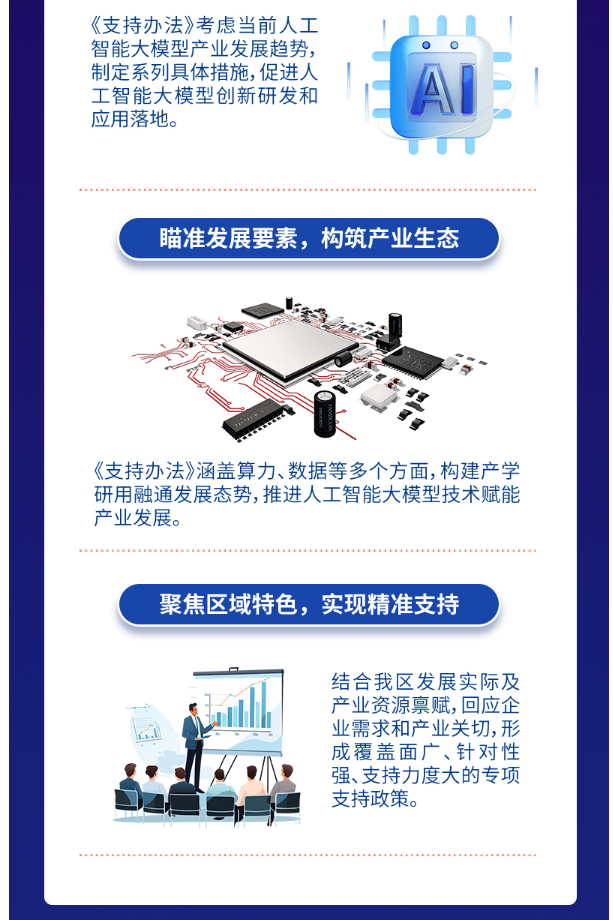 《支持办法》考虑当前人工
智能大模型产业发展趋势，
制定系列具体措施，促进人
工智能大模型创新研发和
应用落地。
AI
瞄准发展要素，构筑产业生态
《支持办法》涵盖算力、数据等多个方面，构建产学
研用融通发展态势，推进人工智能大模型技术赋能
产业发展。
聚焦区域特色，实现精准支持
结合我区发展实际及
产业资源禀赋，回应企
业需求和产业关切，形
成覆盖面广、针对性
强、支持力度大的专项
支持政策。